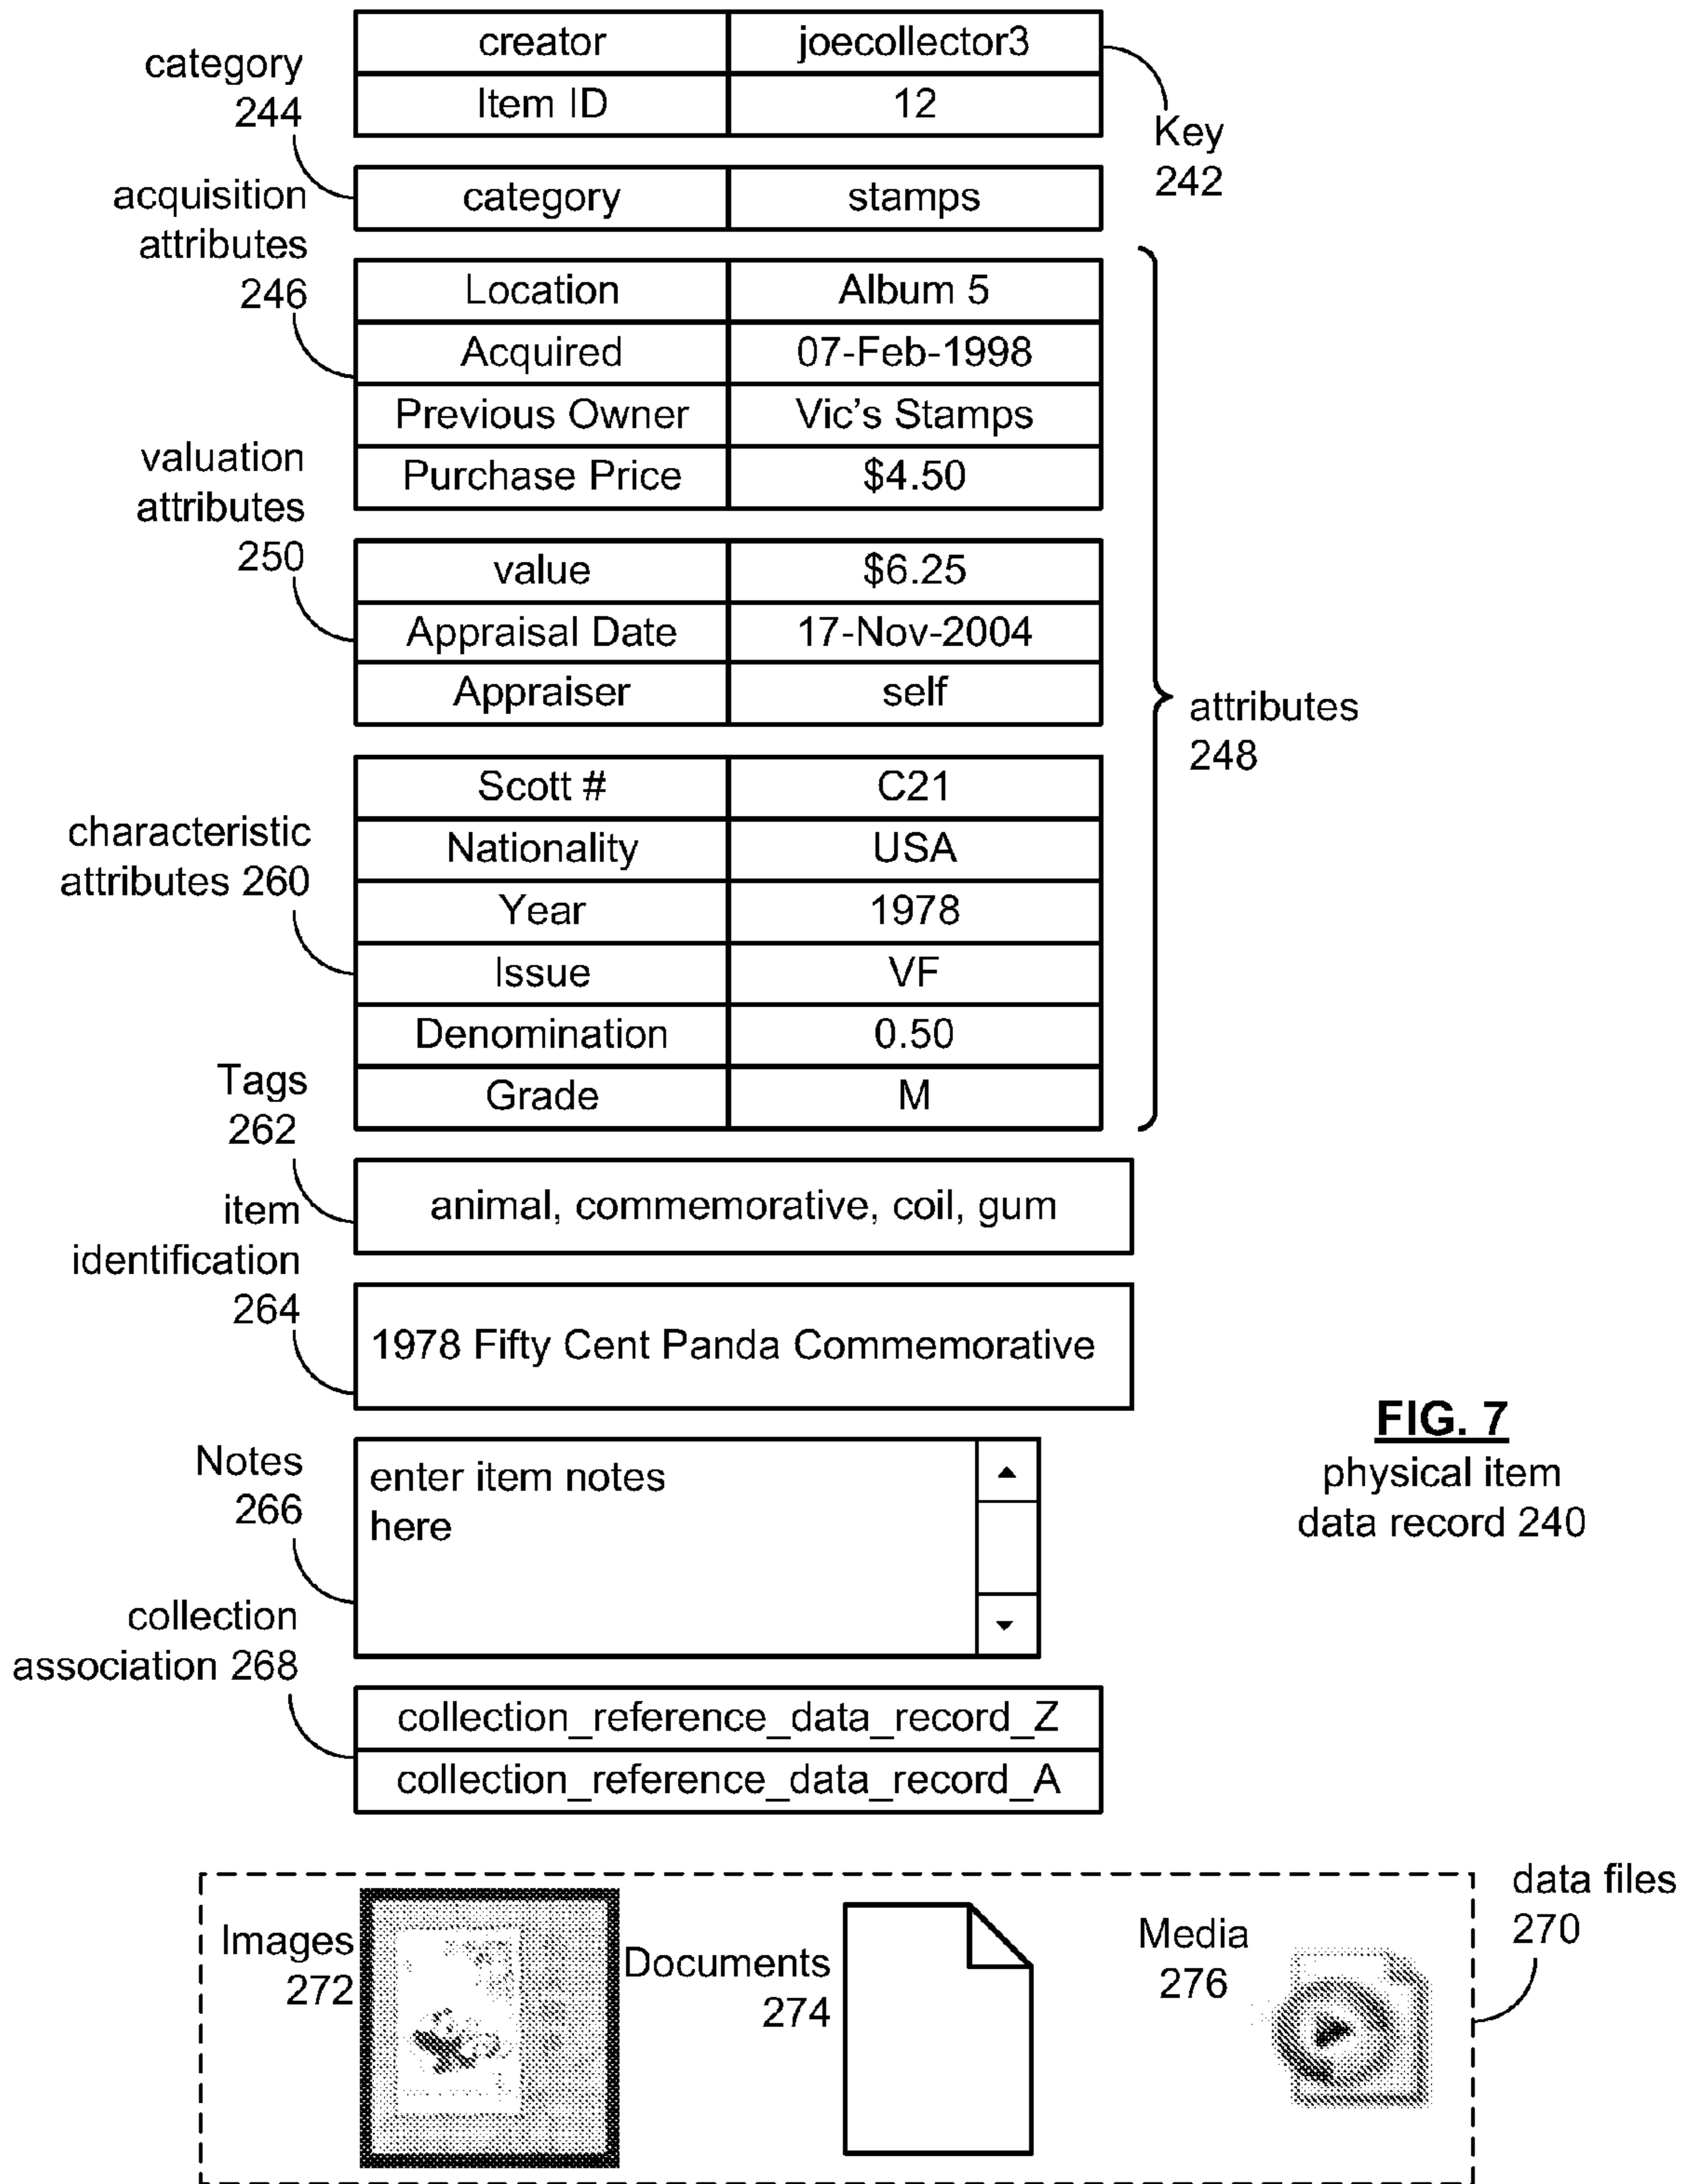 creator joecollector3
Item ID 12
Key
242
category
244
category stamps
acquisition
attributes
246
Location Album 5
Acquired 07-Feb-1998
Previous Owner Vic's Stamps
Purchase Price $4.50
valuation
attributes
250
value $6.25
Appraisal Date 17-Nov-2004
Appraiser self
attributes
248
characteristic
attributes 260
Scott # C21
Nationality USA
Year 1978
Issue VF
Denomination 0.50
Grade M
Tags
262
animal, commemorative, coil, gum
item
identification
264
1978 Fifty Cent Panda Commemorative
FIG. 7
physical item
data record 240
Notes
266
enter item notes
here
collection
association 268
collection_reference_data_record_Z
collection_reference_data_record_A
data files
270
Images
272
Documents
274
Media
276